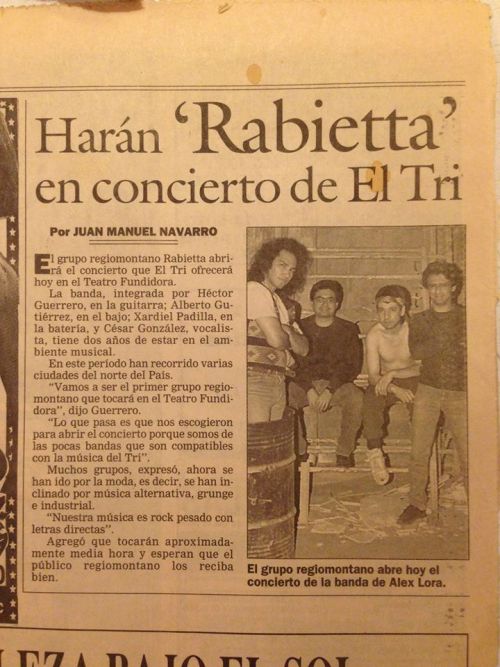 Harán ‘Rabietta’
en concierto de El Tri
Por JUAN MANUEL NAVARRO
El grupo regiomontano Rabietta abri-
rá el concierto que El Tri ofrecerá
hoy en el Teatro Fundidora.
La banda, integrada por Héctor
Guerrero, en la guitarra; Alberto Gu-
tiérrez, en el bajo; Xardiel Padilla, en
la batería, y César González, vocalis-
ta, tiene dos años de estar en el am-
biente musical.
En este periodo han recorrido varias
ciudades del norte del País.
“Vamos a ser el primer grupo regio-
montano que tocará en el Teatro Fundi-
dora”, dijo Guerrero.
“Lo que pasa es que nos escogieron
para abrir el concierto porque somos de
las pocas bandas que son compatibles
con la música del Tri”.
Muchos grupos, expresó, ahora se
han ido por la moda, es decir, se han in-
clinado por música alternativa, grunge
e industrial.
“Nuestra música es rock pesado con
letras directas”.
Agregó que tocarán aproximada-
mente media hora y esperan que el
público regiomontano los reciba
bien.
El grupo regiomontano abre hoy el
concierto de la banda de Alex Lora.
BAJO EL SOL